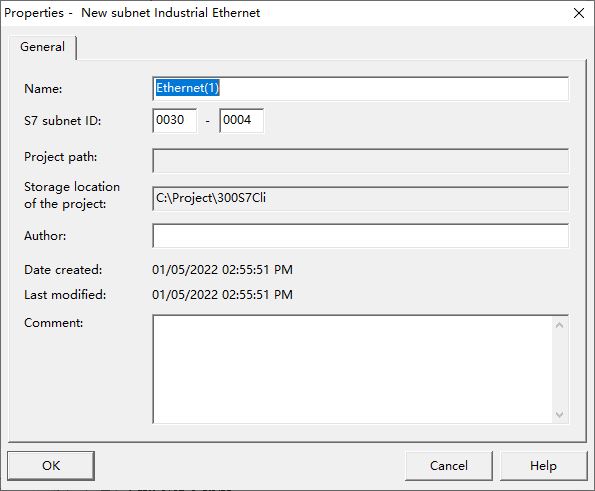 Properties -  New subnet Industrial Ethernet
General
Name: Ethernet(1)
S7 subnet ID: 0030 - 0004
Project path:
Storage location
of the project: C:\Project\300S7Cli
Author:
Date created: 01/05/2022 02:55:51 PM
Last modified: 01/05/2022 02:55:51 PM
Comment:
OK Cancel Help